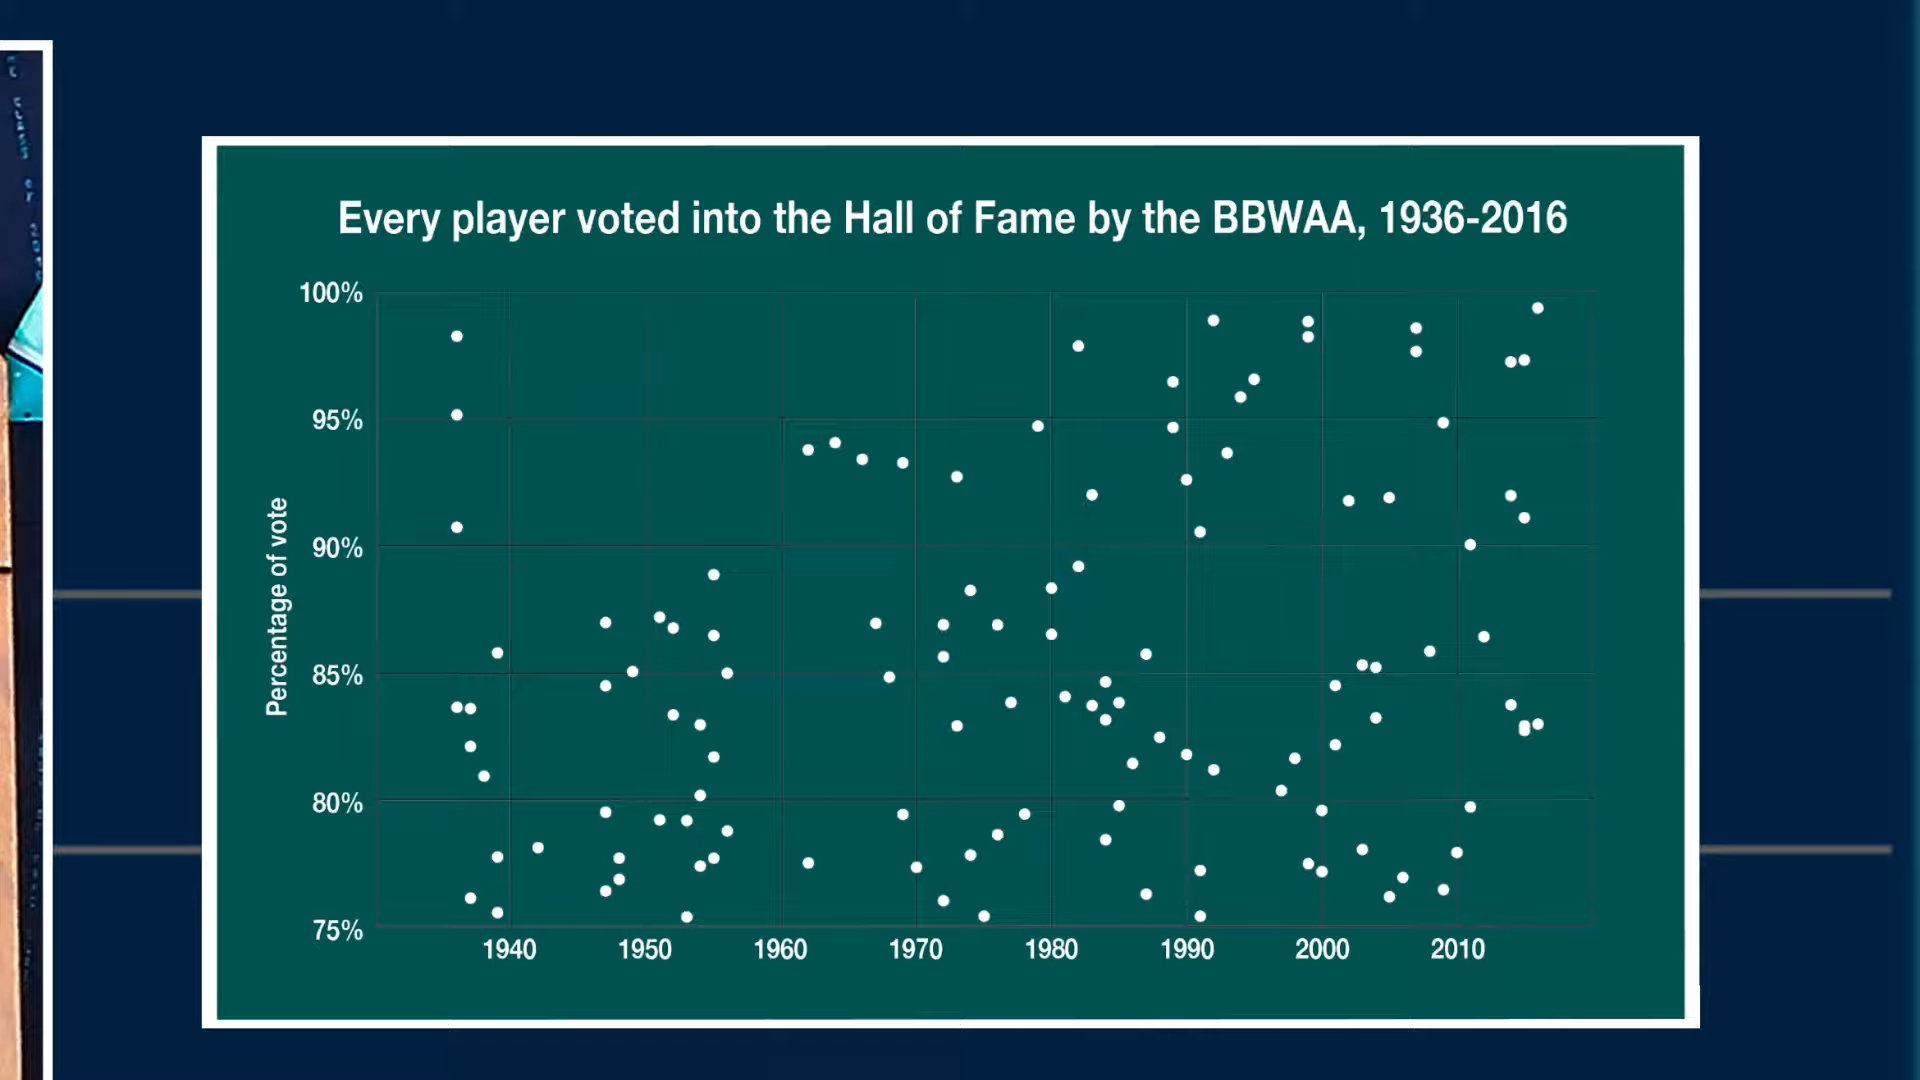 Every player voted into the Hall of Fame by the BBWAA, 1936-2016
Percentage of vote
100%
95%
90%
85%
80%
75%
1940 1950 1960 1970 1980 1990 2000 2010